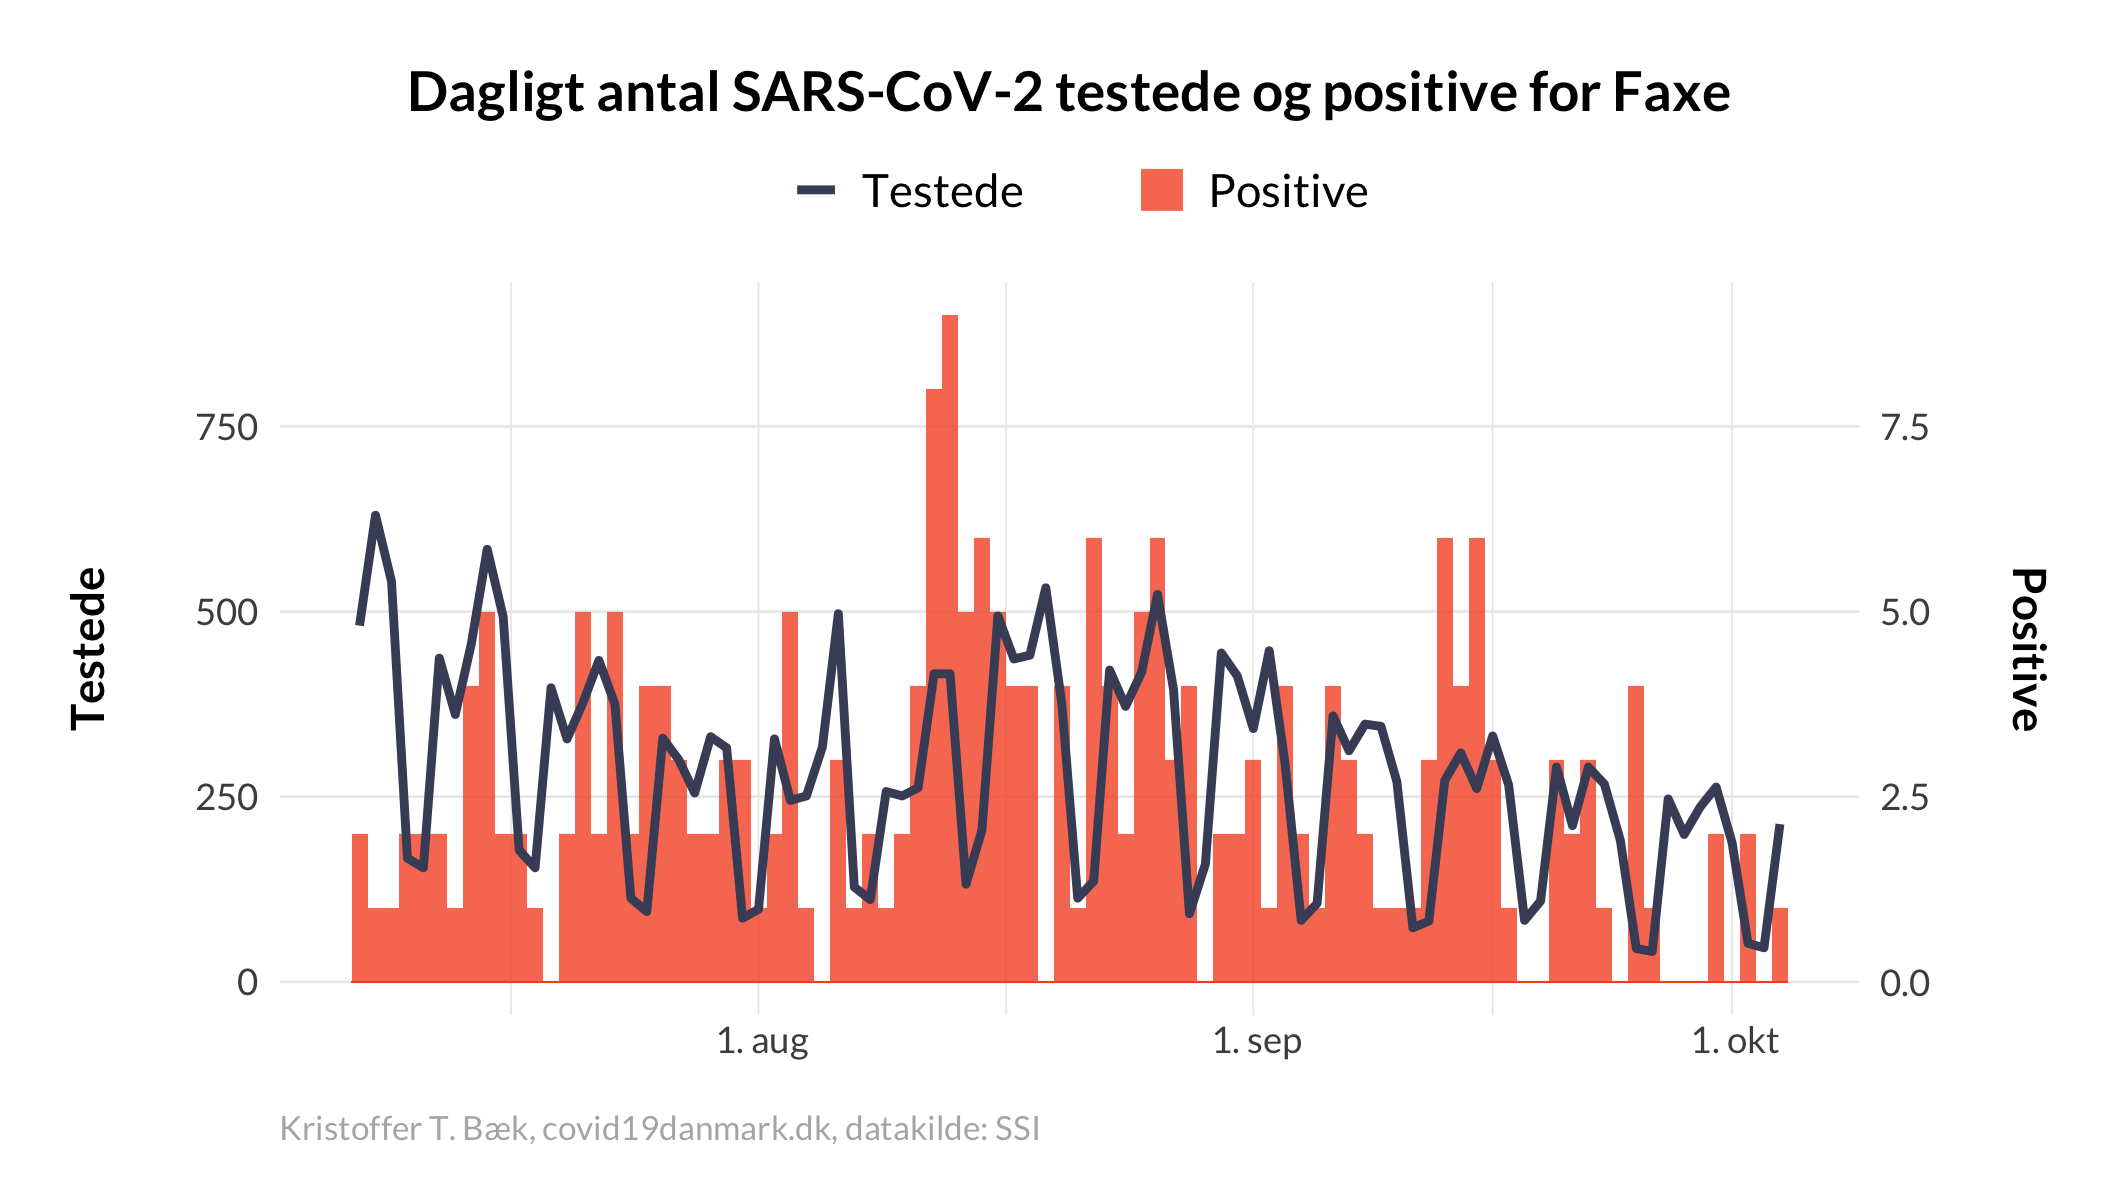 Dagligt antal SARS-CoV-2 testede og positive for Faxe
Testede
Positive
750
500
250
0
7.5
5.0
2.5
0.0
Testede
Positive
1. aug
1. sep
1. okt
Kristoffer T. Bæk, covid19danmark.dk, datakilde: SSI